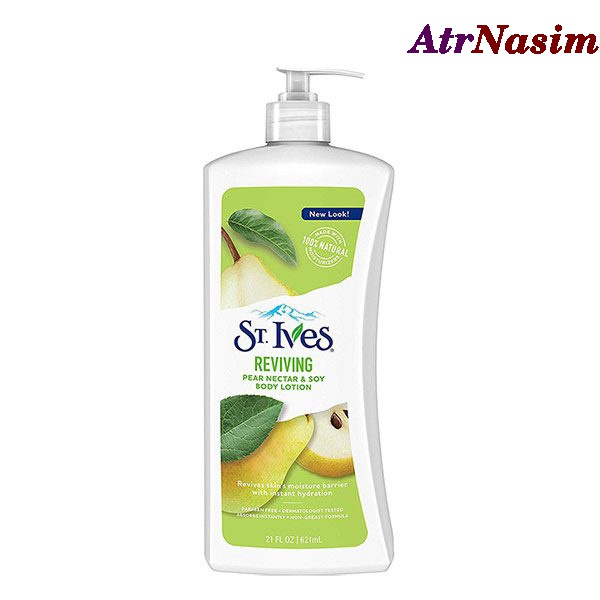 AtrNasim
New Look!
MADE WITH
100% NATURAL
MOISTURIZERS
ST. IVES®
REVIVING
PEAR NECTAR & SOY
BODY LOTION
Revives skin's moisture barrier
with instant hydration
PARABEN FREE • DERMATOLOGIST TESTED
ABSORBS INSTANTLY • NON-GREASY FORMULA
21 FL OZ | 621mL